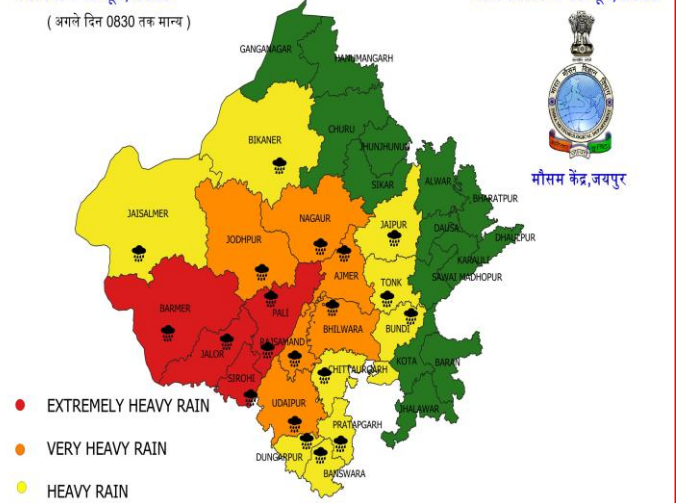 ( अगले दिन 0830 तक मान्य )
GANGANAGAR
HANUMANGARH
CHURU
JHUNJHUNUN
BIKANER
SIKAR
ALWAR
मौसम केंद्र,जयपुर
BHARATPUR
JAISALMER
NAGAUR
JAIPUR
DAUSA
JODHPUR
DHAULPUR
KARAULI
AJMER
TONK
SAWAI MADHOPUR
BARMER
PALI
BHILWARA
BUNDI
RAJSAMAND
JALOR
KOTA
BARAN
SIROHI
CHITTAURGARH
UDAIPUR
JHALAWAR
PRATAPGARH
DUNGARPUR
BANSWARA
EXTREMELY HEAVY RAIN
VERY HEAVY RAIN
HEAVY RAIN